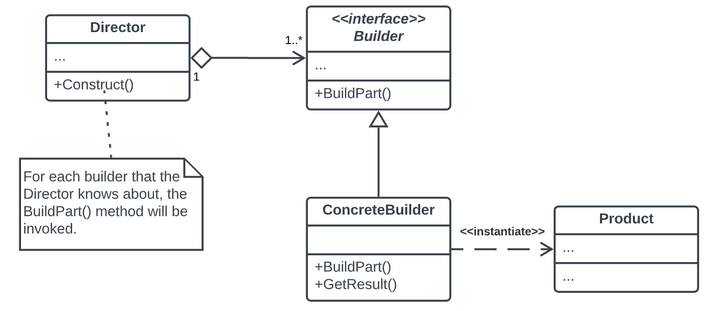 Director
...
+Construct()
1
1..*
<<interface>>
Builder
...
+BuildPart()
For each builder that the
Director knows about, the
BuildPart() method will be
invoked.
ConcreteBuilder
+BuildPart()
+GetResult()
<<instantiate>>
Product
...
...